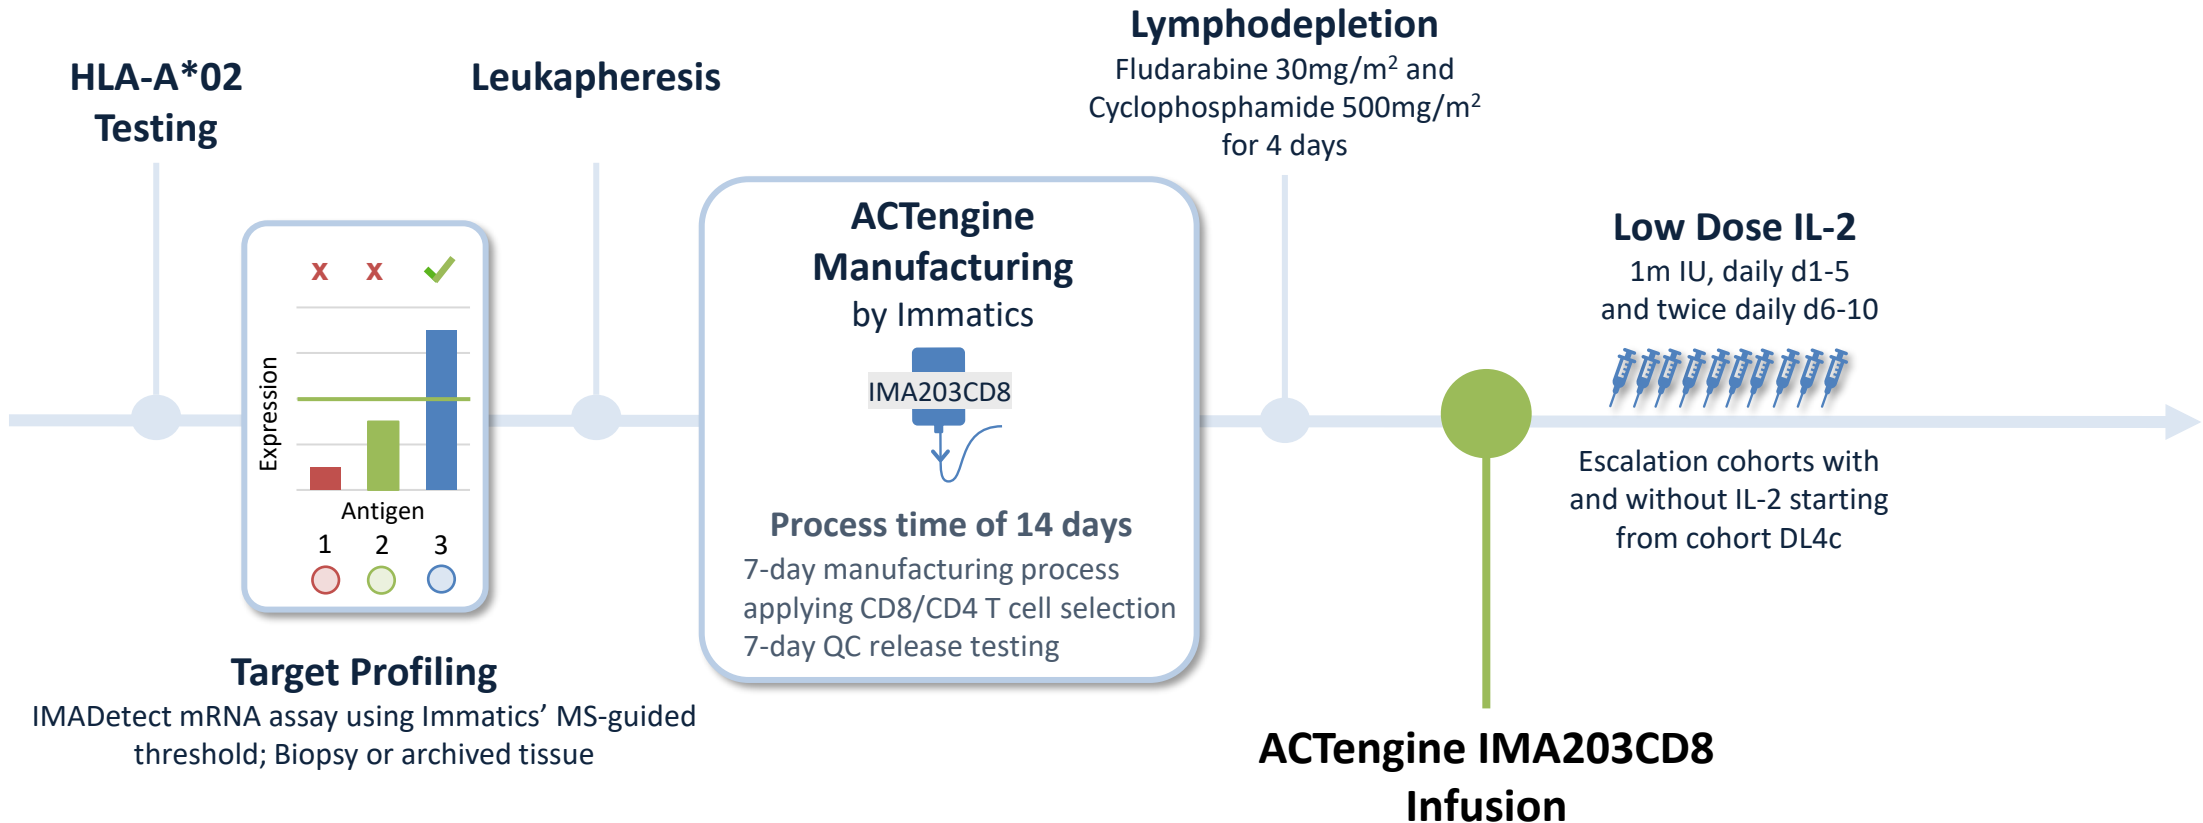 HLA-A*02
Testing
x x
Expression
Antigen
1 2 3
Target Profiling
IMADetect mRNA assay using Immatics’ MS-guided
threshold; Biopsy or archived tissue
Leukapheresis
ACTengine
Manufacturing
by Immatics
IMA203CD8
Process time of 14 days
7-day manufacturing process
applying CD8/CD4 T cell selection
7-day QC release testing
Lymphodepletion
Fludarabine 30mg/m² and
Cyclophosphamide 500mg/m²
for 4 days
ACTengine IMA203CD8
Infusion
Low Dose IL-2
1m IU, daily d1-5
and twice daily d6-10
Escalation cohorts with
and without IL-2 starting
from cohort DL4c